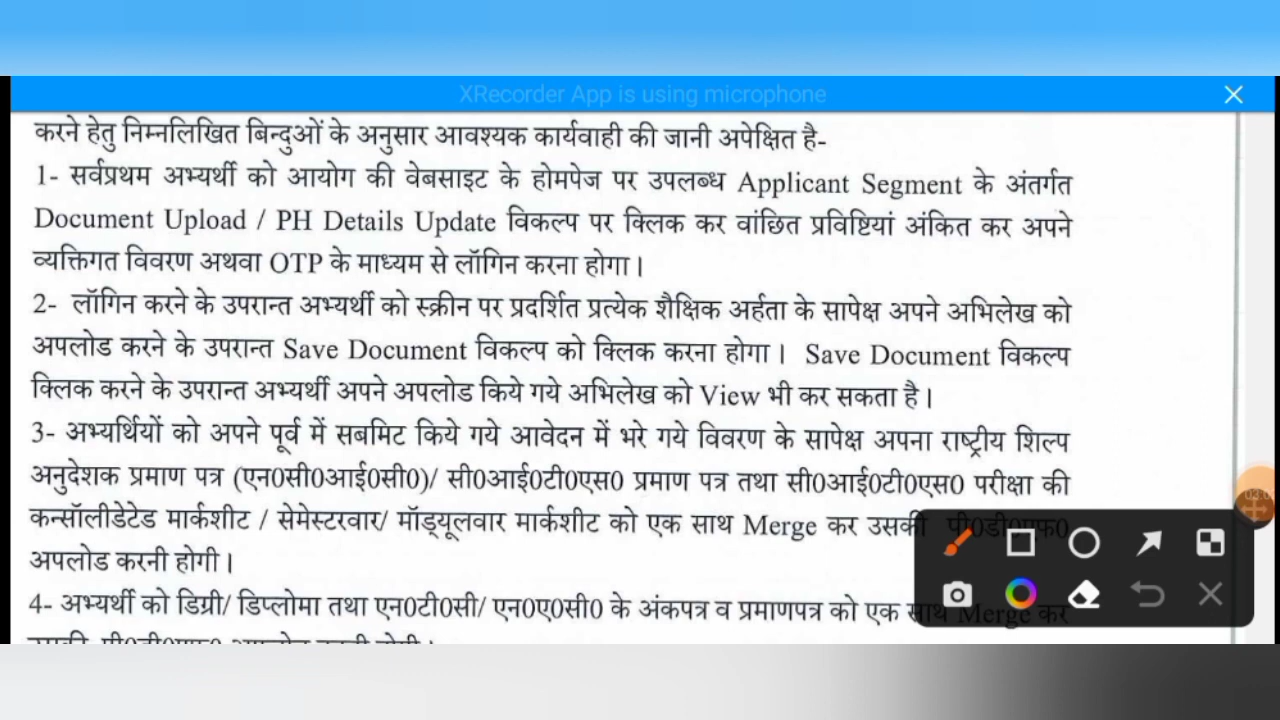 XRecorder App is using microphone
करने हेतु निम्नलिखित बिन्दुओं के अनुसार आवश्यक कार्यवाही की जानी अपेक्षित है-
1- सर्वप्रथम अभ्यर्थी को आयोग की वेबसाइट के होमपेज पर उपलब्ध Applicant Segment के अंतर्गत
Document Upload / PH Details Update विकल्प पर क्लिक कर वांछित प्रविष्टियां अंकित कर अपने
व्यक्तिगत विवरण अथवा OTP के माध्यम से लॉगिन करना होगा।
2- लॉगिन करने के उपरान्त अभ्यर्थी को स्क्रीन पर प्रदर्शित प्रत्येक शैक्षिक अर्हता के सापेक्ष अपने अभिलेख को
अपलोड करने के उपरान्त Save Document विकल्प को क्लिक करना होगा। Save Document विकल्प
क्लिक करने के उपरान्त अभ्यर्थी अपने अपलोड किये गये अभिलेख को View भी कर सकता है।
3- अभ्यर्थियों को अपने पूर्व में सबमिट किये गये आवेदन में भरे गये विवरण के सापेक्ष अपना राष्ट्रीय शिल्प
अनुदेशक प्रमाण पत्र (एन0सी0आई0सी0)/ सी0आई0टी0एस0 प्रमाण पत्र तथा सी0आई0टी0एस0 परीक्षा की
कन्सॉलीडेटेड मार्कशीट / सेमेस्टरवार/ मॉड्यूलवार मार्कशीट को एक साथ Merge कर उसकी पी0डी0एफ0
अपलोड करनी होगी।
4- अभ्यर्थी को डिग्री/ डिप्लोमा तथा एन0टी0सी/ एन0ए0सी0 के अंकपत्र व प्रमाणपत्र को एक साथ Merge कर